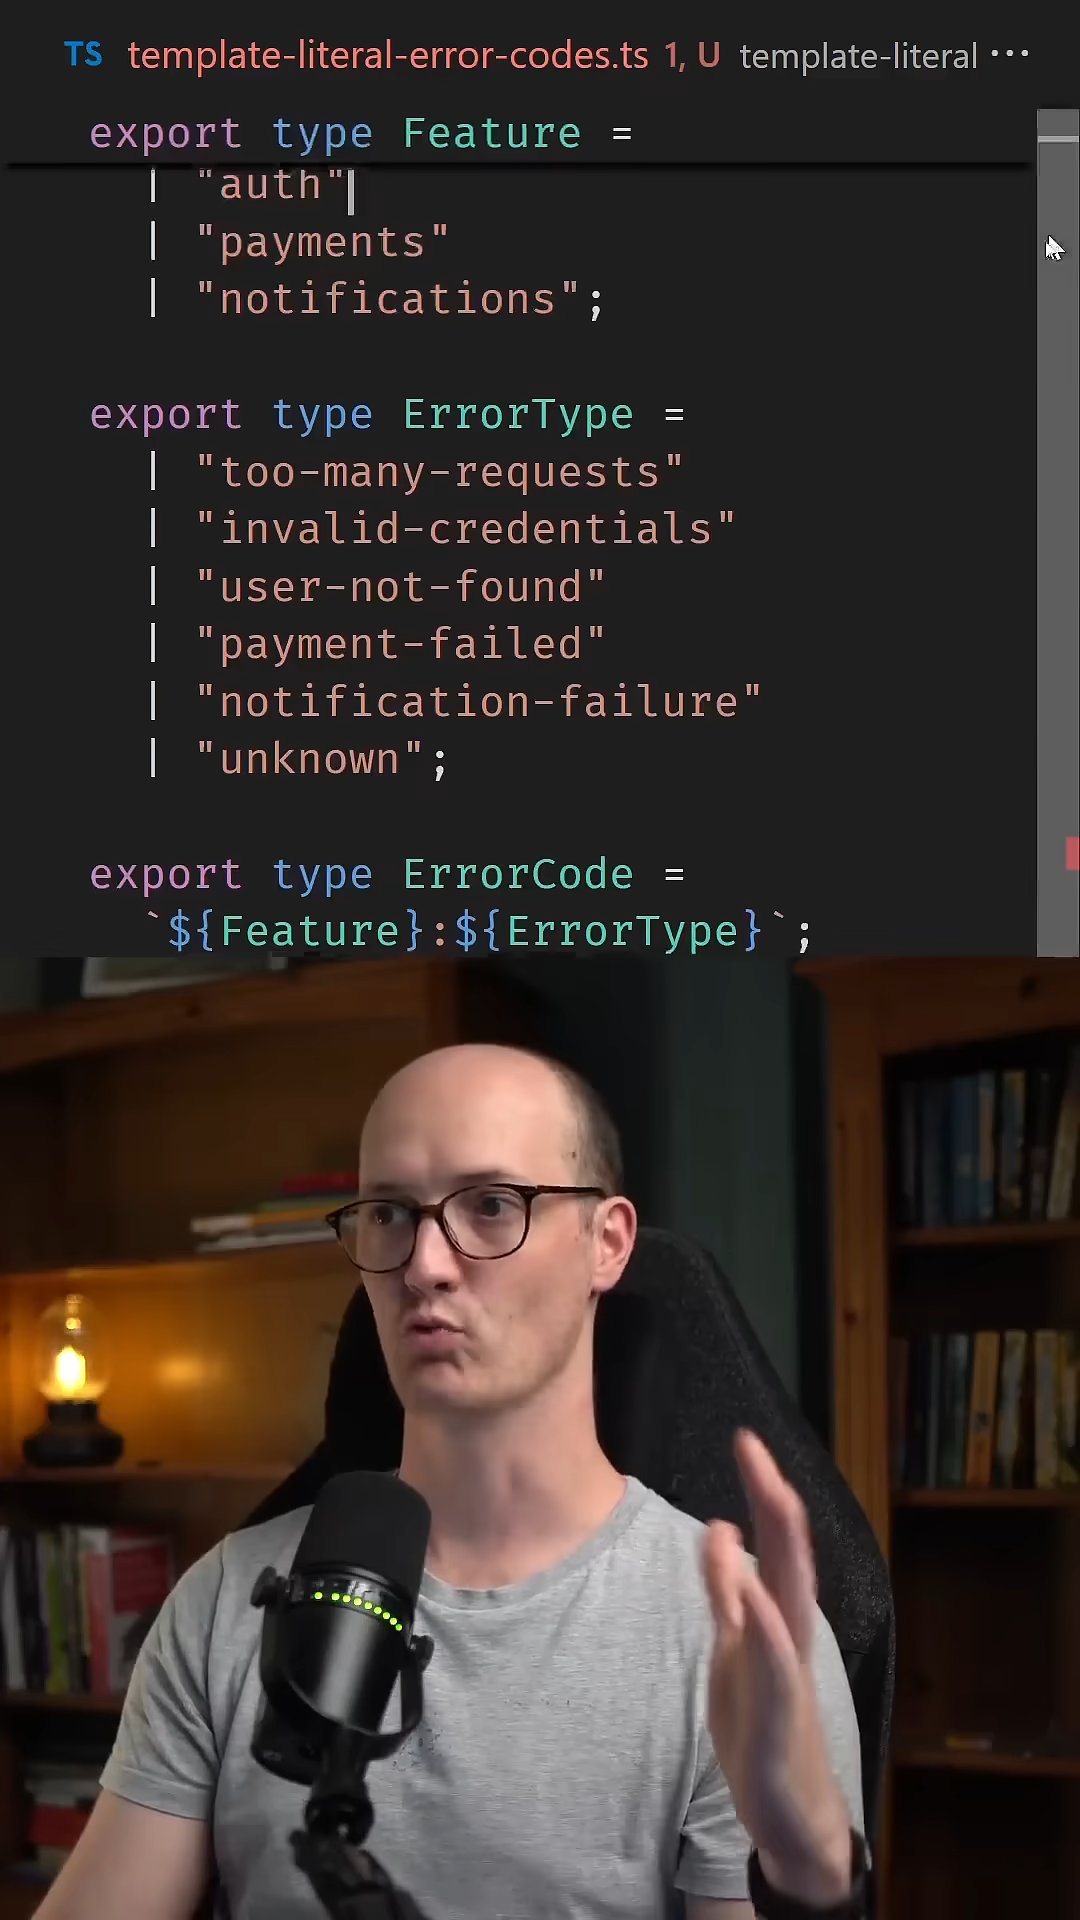 TS template-literal-error-codes.ts 1, U template-literal ···
export type Feature =
| "auth"
| "payments"
| "notifications";
export type ErrorType =
| "too-many-requests"
| "invalid-credentials"
| "user-not-found"
| "payment-failed"
| "notification-failure"
| "unknown";
export type ErrorCode =
`${Feature}:${ErrorType}`;